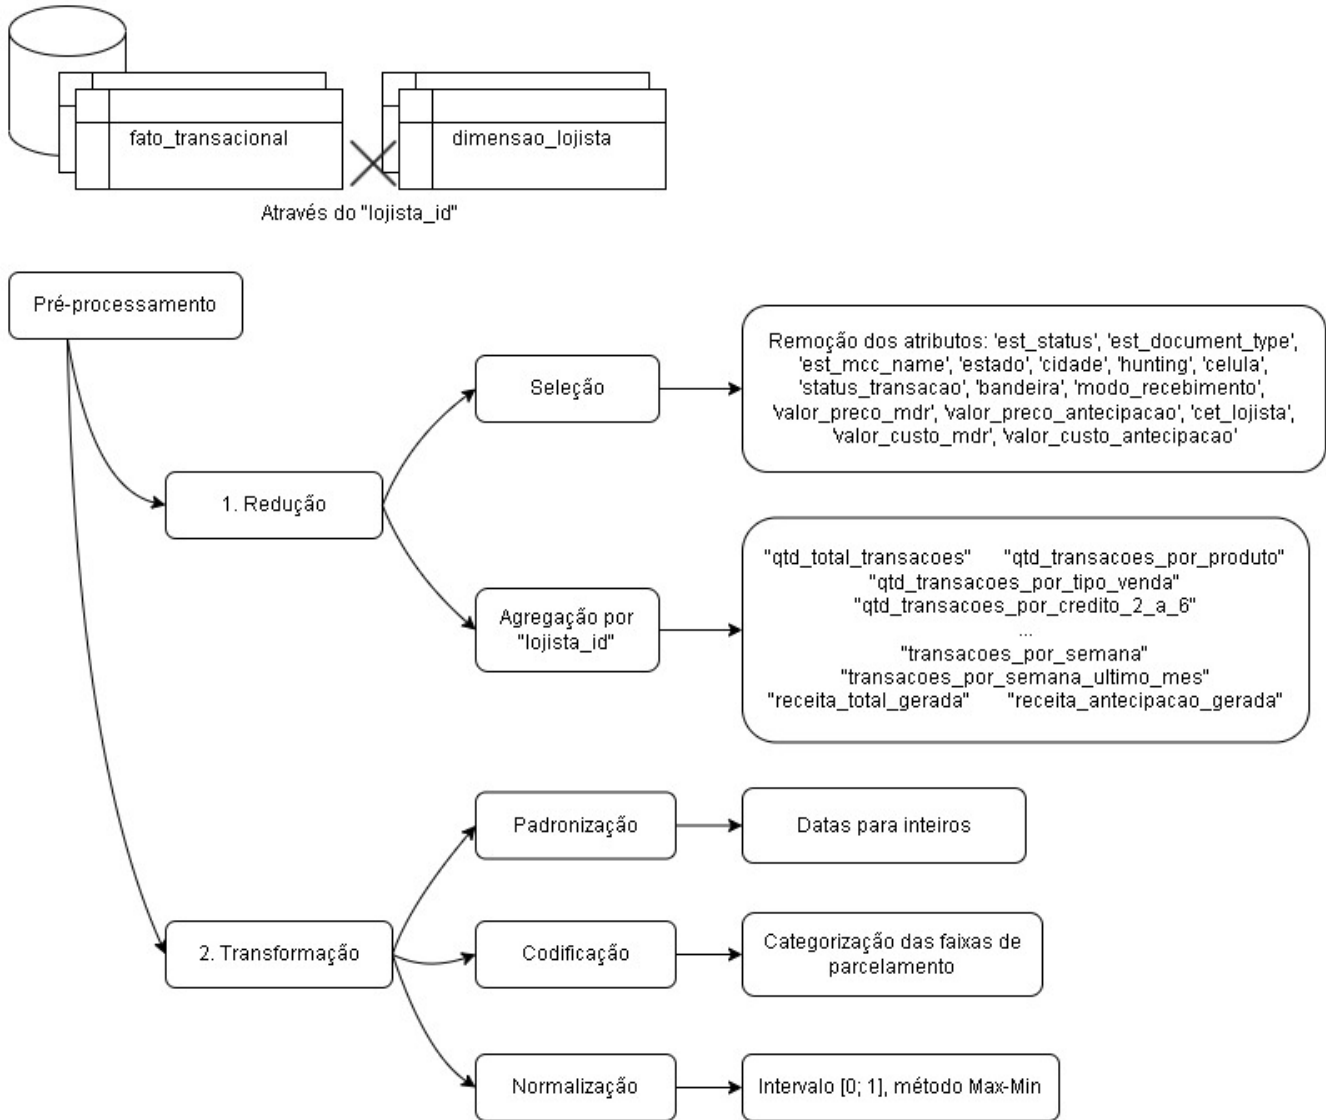 fato_transacional
dimensao_lojista
Através do "lojista_id"
Pré-processamento
Seleção
Remoção dos atributos: 'est_status', 'est_document_type',
'est_mcc_name', 'estado', 'cidade', 'hunting', 'celula',
'status_transacao', 'bandeira', 'modo_recebimento',
'valor_preco_mdr', 'valor_preco_antecipacao', 'cet_lojista',
'valor_custo_mdr', 'valor_custo_antecipacao'
1. Redução
Agregação por
"lojista_id"
"qtd_total_transacoes" "qtd_transacoes_por_produto"
"qtd_transacoes_por_tipo_venda"
"qtd_transacoes_por_credito_2_a_6"
...
"transacoes_por_semana"
"transacoes_por_semana_ultimo_mes"
"receita_total_gerada" "receita_antecipacao_gerada"
Padronização
Datas para inteiros
2. Transformação
Codificação
Categorização das faixas de
parcelamento
Normalização
Intervalo [0; 1], método Max-Min